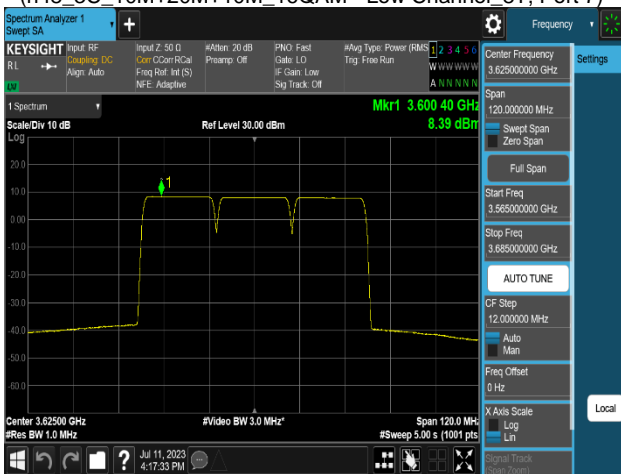 Spectrum Analyzer 1
Swept SA
+
Frequency
KEYSIGHT
RL
Input: RF
Coupling: DC
Align: Auto
Input Z: 50 Ω
Corr CCorr RCal
Freq Ref: Int (S)
NFE: Adaptive
#Atten: 20 dB
Preamp: Off
PNO: Fast
Gate: LO
IF Gain: Low
Sig Track: Off
#Avg Type: Power (RMS
Trig: Free Run
1 2 3 4 5 6
W W W W W W
A N N N N N
1 Spectrum
Scale/Div 10 dB
Log
Ref Level 30.00 dBm
Mkr1 3.600 40 GHz
8.39 dBm
20.0
10.0
0.00
-10.0
-20.0
-30.0
-40.0
-50.0
-60.0
1
Center 3.62500 GHz
#Res BW 1.0 MHz
#Video BW 3.0 MHz*
Span 120.0 MHz
#Sweep 5.00 s (1001 pts
Jul 11, 2023
4:17:33 PM
Center Frequency
3.625000000 GHz
Span
120.000000 MHz
Swept Span
Zero Span
Full Span
Start Freq
3.565000000 GHz
Stop Freq
3.685000000 GHz
AUTO TUNE
CF Step
12.000000 MHz
Auto
Man
Freq Offset
0 Hz
X Axis Scale
Log
Lin
Signal Track
(Span Zoom)
Settings
Local